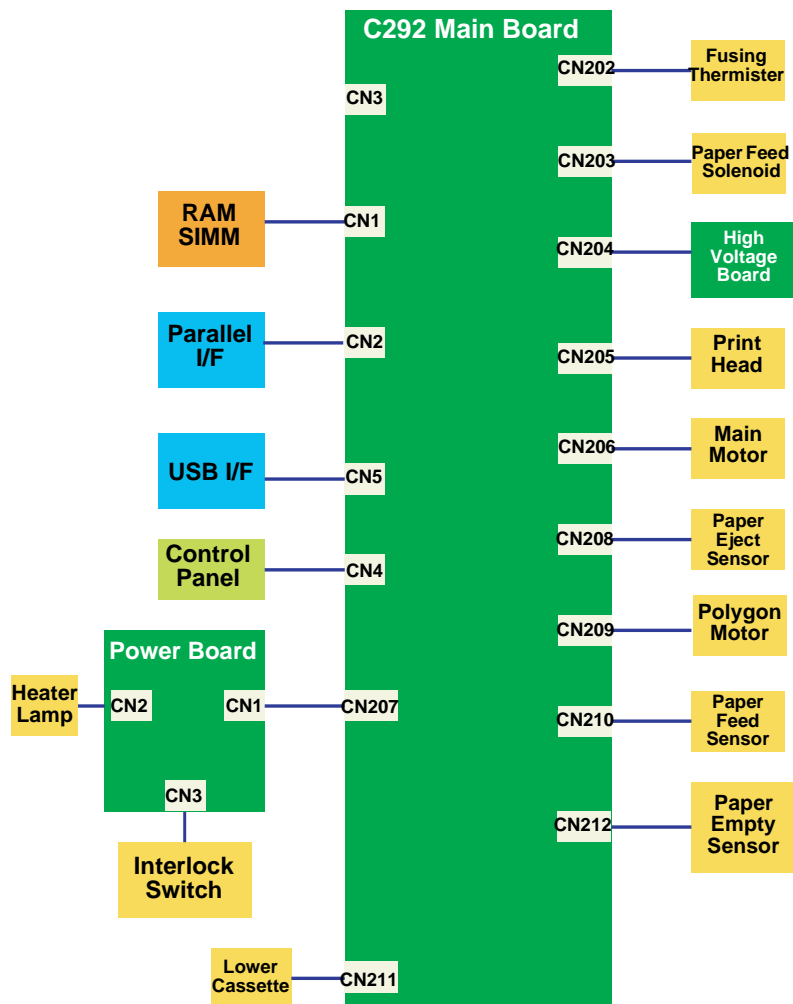 C292 Main Board
CN202
Fusing
Thermister
CN3
CN203
Paper Feed
Solenoid
RAM
SIMM
CN1
CN204
High
Voltage
Board
Parallel
I/F
CN2
CN205
Print
Head
CN206
Main
Motor
USB I/F
CN5
CN208
Paper
Eject
Sensor
Control
Panel
CN4
CN209
Polygon
Motor
Power Board
Heater
Lamp
CN2
CN1
CN207
CN210
Paper
Feed
Sensor
CN3
CN212
Paper
Empty
Sensor
Interlock
Switch
Lower
Cassette
CN211